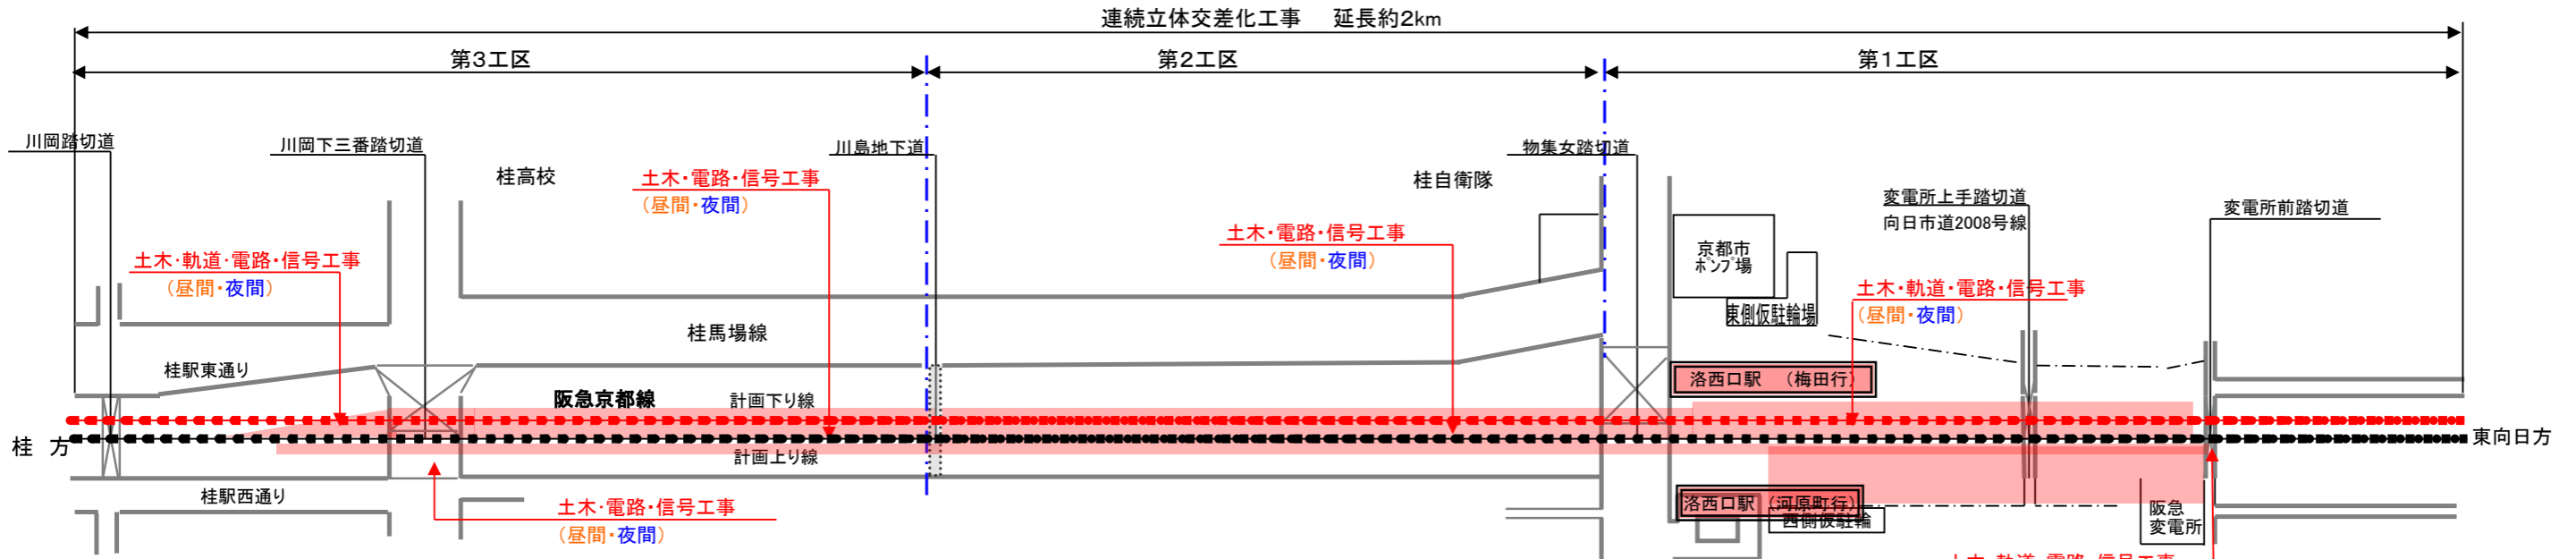 連続立体交差化工事　延長約2km
第3工区
第2工区
第1工区
川岡踏切道
川岡下三番踏切道
川島地下道
物集女踏切道
桂高校
土木・電路・信号工事
（昼間・夜間）
桂自衛隊
変電所上手踏切道
向日市道2008号線
変電所前踏切道
土木・電路・信号工事
（昼間・夜間）
京都市
ポンプ場
土木・軌道・電路・信号工事
（昼間・夜間）
土木・軌道・電路・信号工事
（昼間・夜間）
東側仮駐輪場
桂馬場線
桂駅東通り
洛西口駅　（梅田行）
阪急京都線
計画下り線
桂　方
東向日方
計画上り線
桂駅西通り
土木・電路・信号工事
（昼間・夜間）
洛西口駅　（河原町行）
西側仮駐輪
阪急
変電所
土木・軌道・電路・信号工事